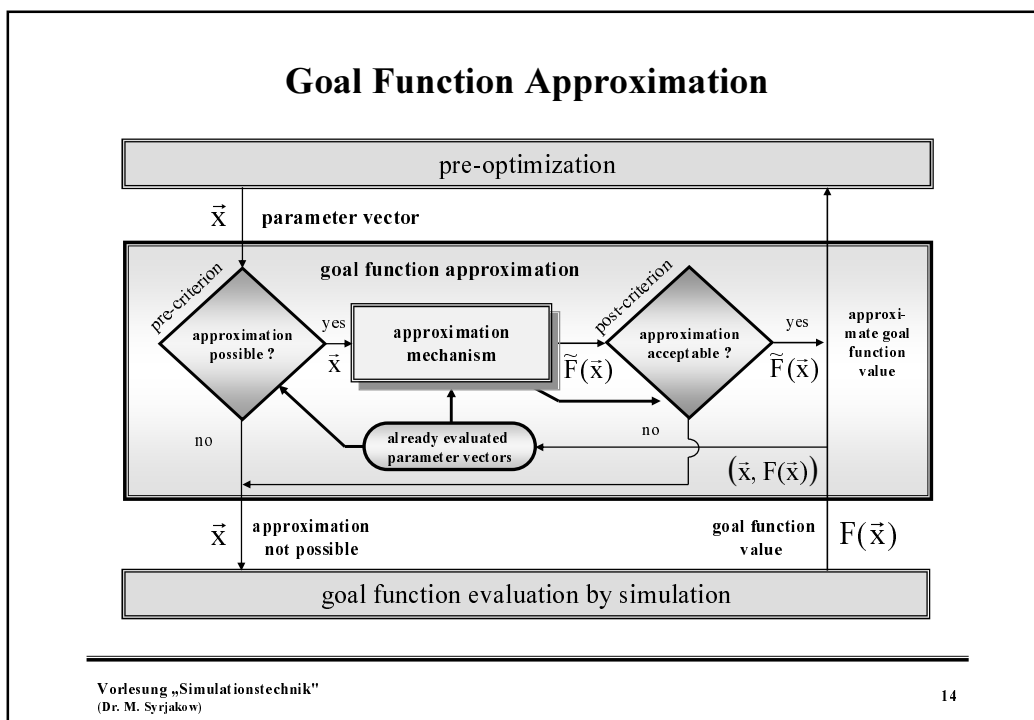 Goal Function Approximation
pre-optimization
x⃗ parameter vector
goal function approximation
pre-criterion
approximation
possible ?
yes
x⃗
approximation
mechanism
F̃(x⃗)
post-criterion
approximation
acceptable ?
yes
F̃(x⃗)
approxi-
mate goal
function
value
no
already evaluated
parameter vectors
no
(x⃗, F(x⃗))
x⃗
approximation
not possible
goal function
value
F(x⃗)
goal function evaluation by simulation
Vorlesung „Simulationstechnik"
(Dr. M. Syrjakow)
14